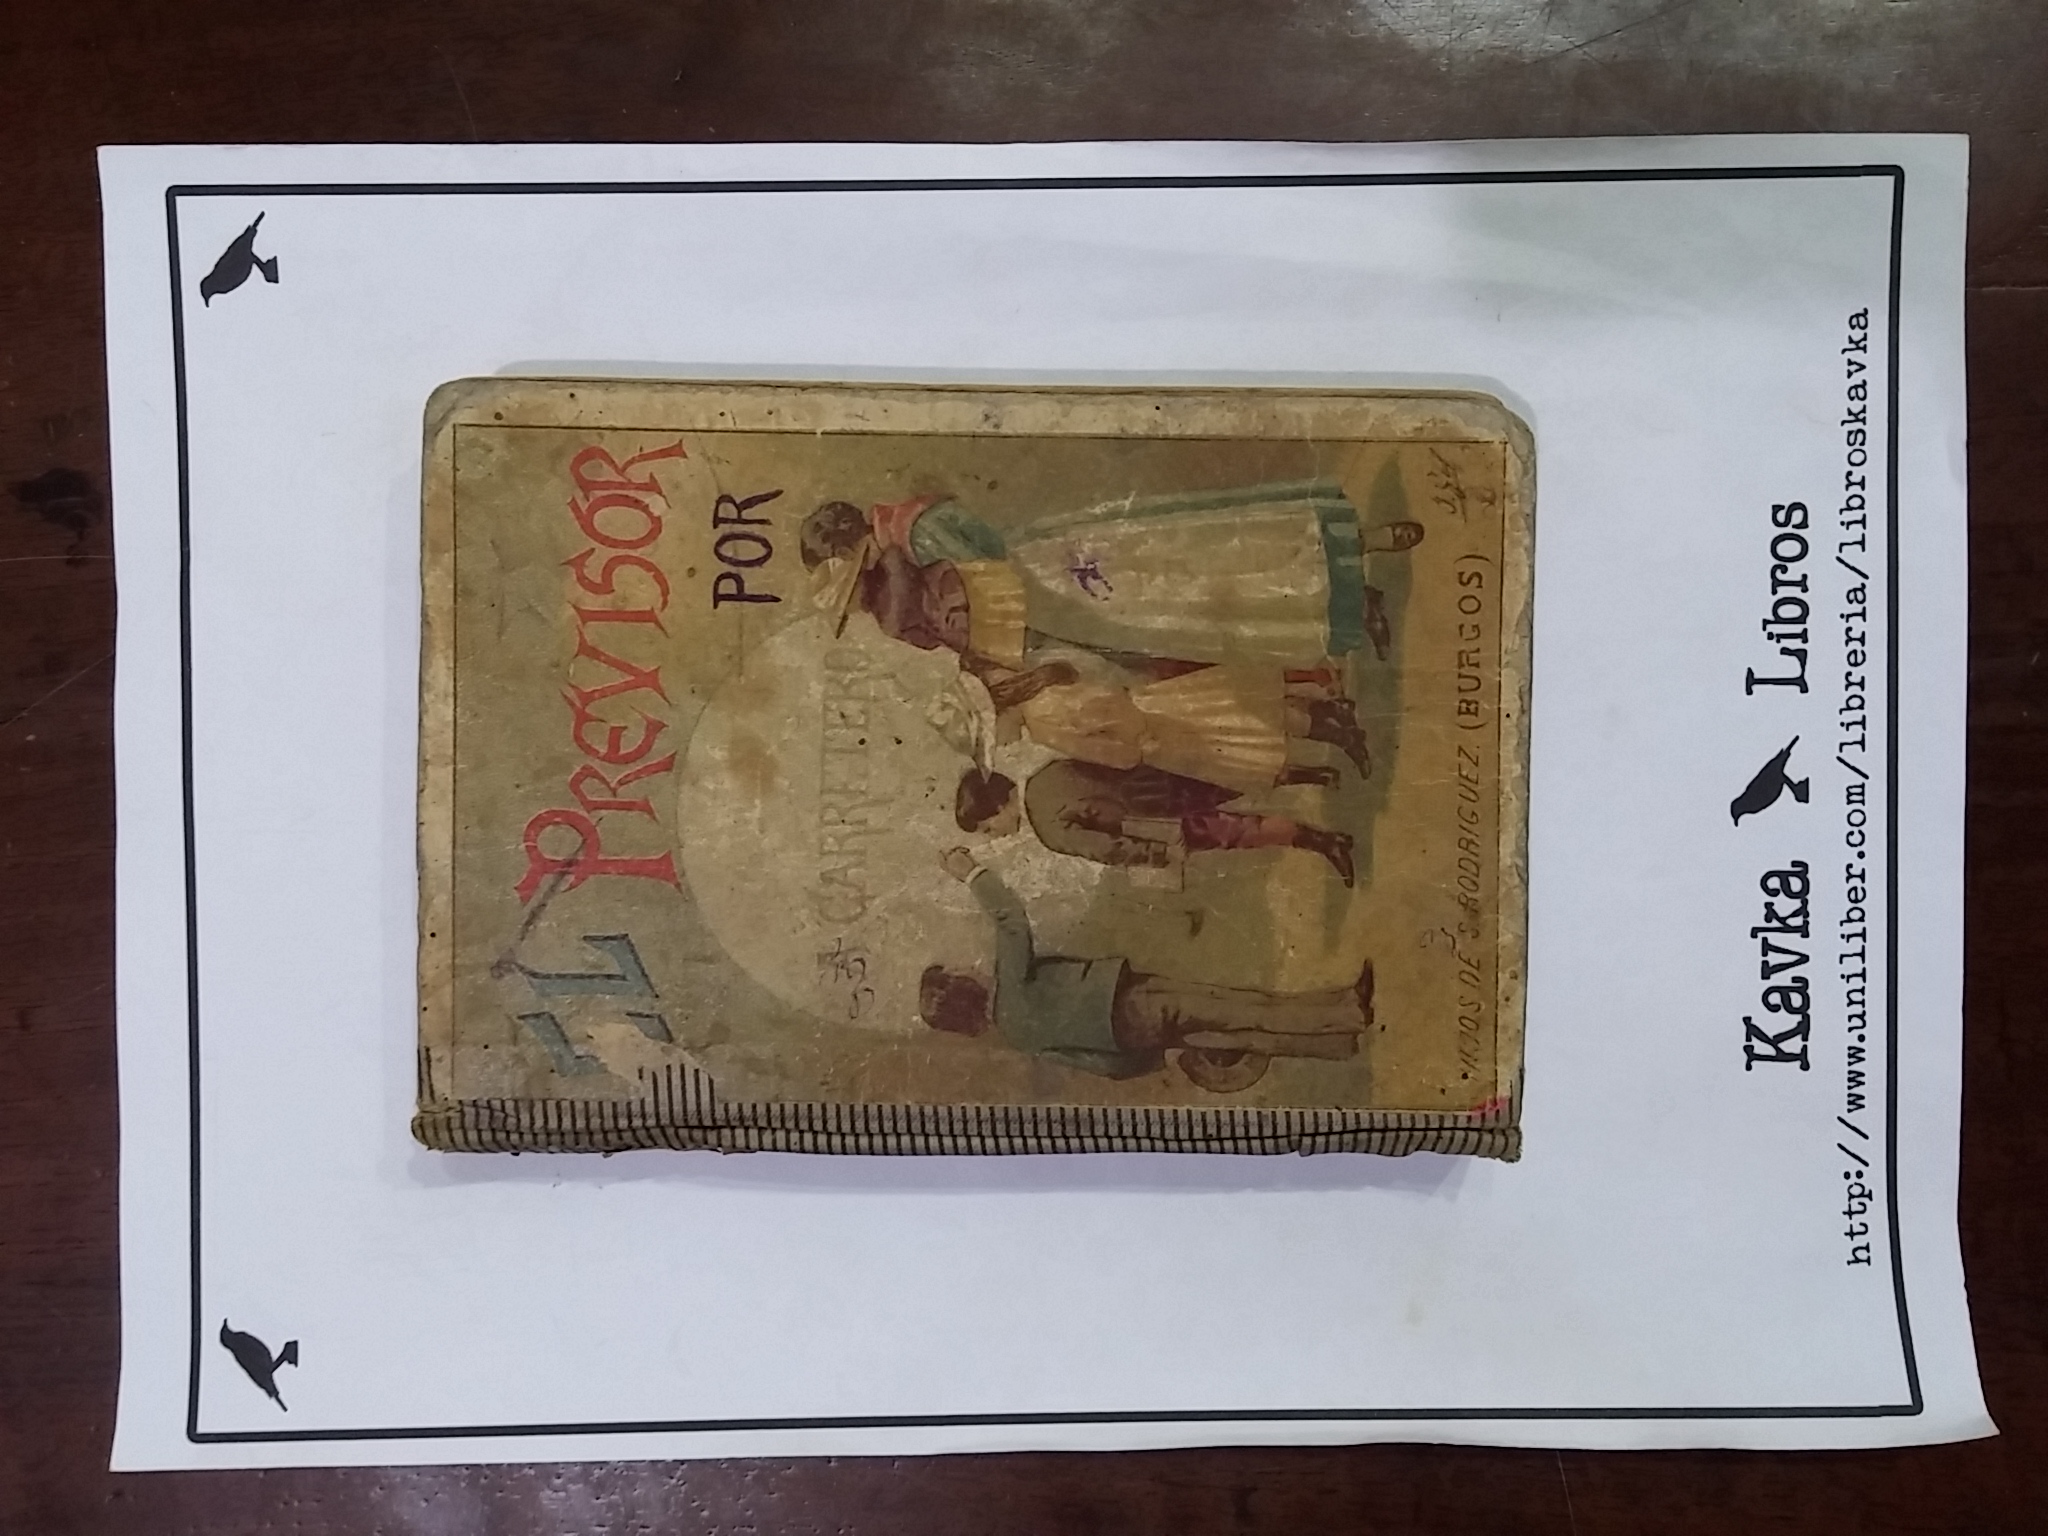 EL PREVISOR
POR
CARRETERO
HIJOS DE S. RODRIGUEZ (BURGOS)
Kavka Libros
http://www.uniliber.com/libreria/libroskavka